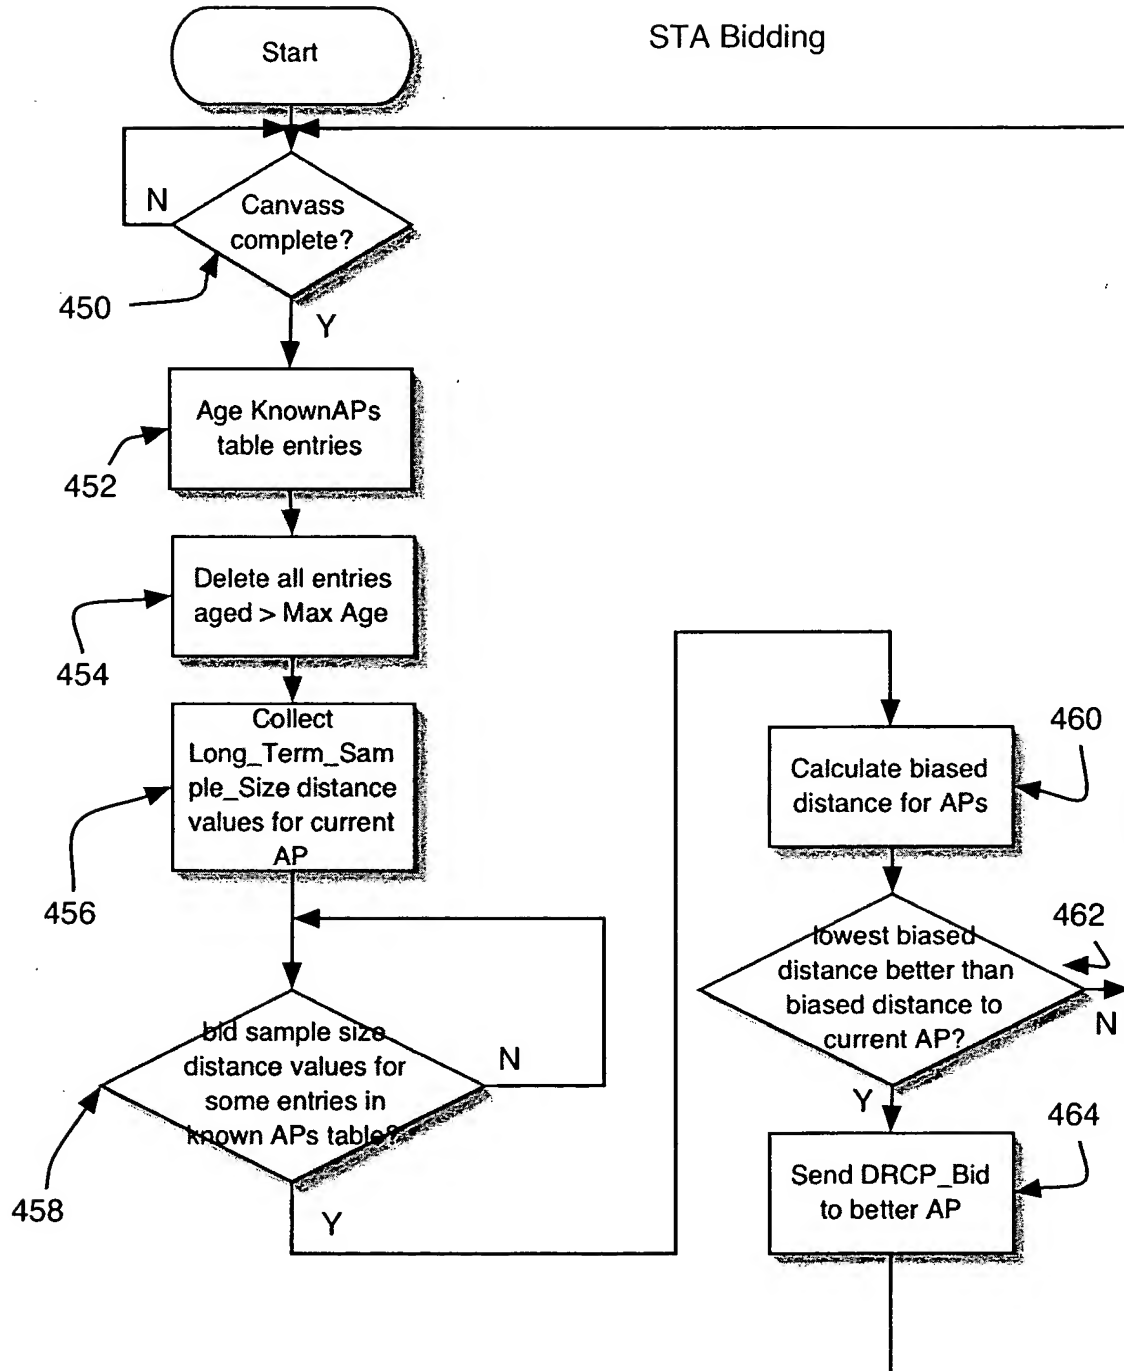 STA Bidding
Start
Canvass
complete?
N
Y
450
Age KnownAPs
table entries
452
Delete all entries
aged > Max Age
454
Collect
Long_Term_Sam
ple_Size distance
values for current
AP
456
bid sample size
distance values for
some entries in
known APs table?
N
Y
458
Calculate biased
distance for APs
460
lowest biased
distance better than
biased distance to
current AP?
462
N
Y
Send DRCP_Bid
to better AP
464